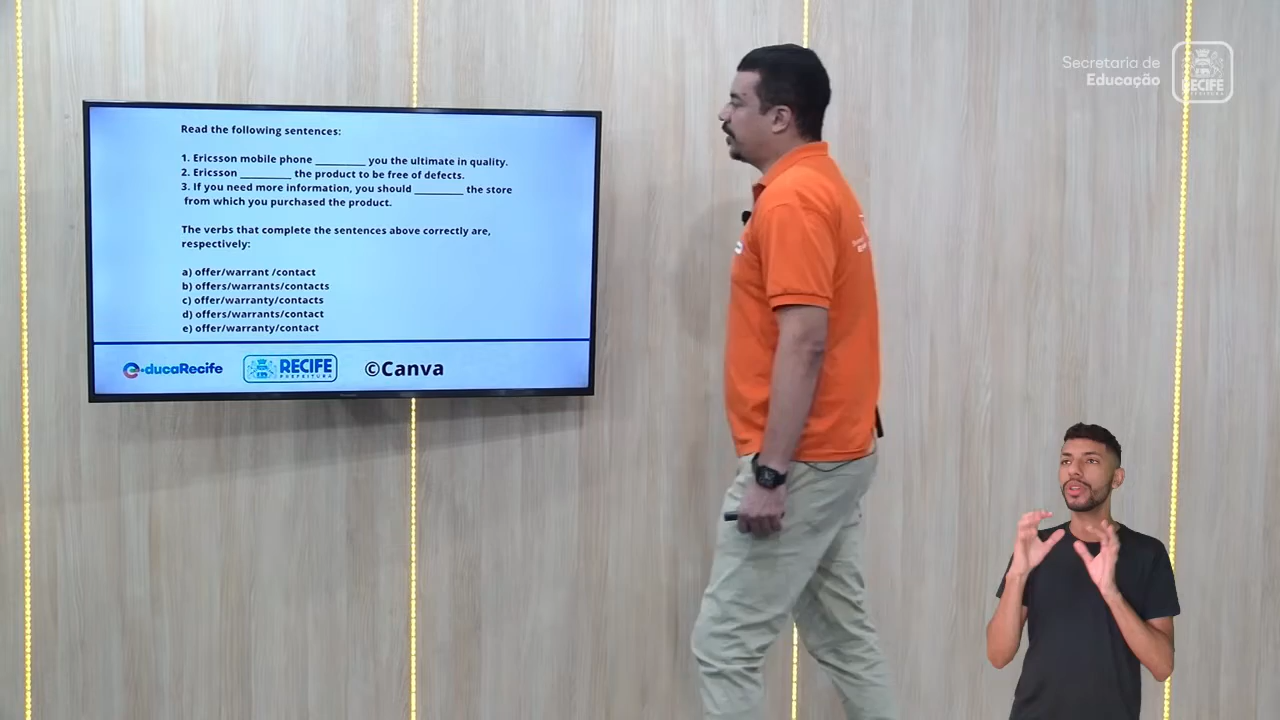 Secretaria de
Educação
RECIFE
PREFEITURA
Read the following sentences:
1. Ericsson mobile phone __________ you the ultimate in quality.
2. Ericsson __________ the product to be free of defects.
3. If you need more information, you should __________ the store
from which you purchased the product.
The verbs that complete the sentences above correctly are,
respectively:
a) offer/warrant /contact
b) offers/warrants/contacts
c) offer/warranty/contacts
d) offers/warrants/contact
e) offer/warranty/contact
e-ducaRecife
RECIFE
PREFEITURA
©Canva